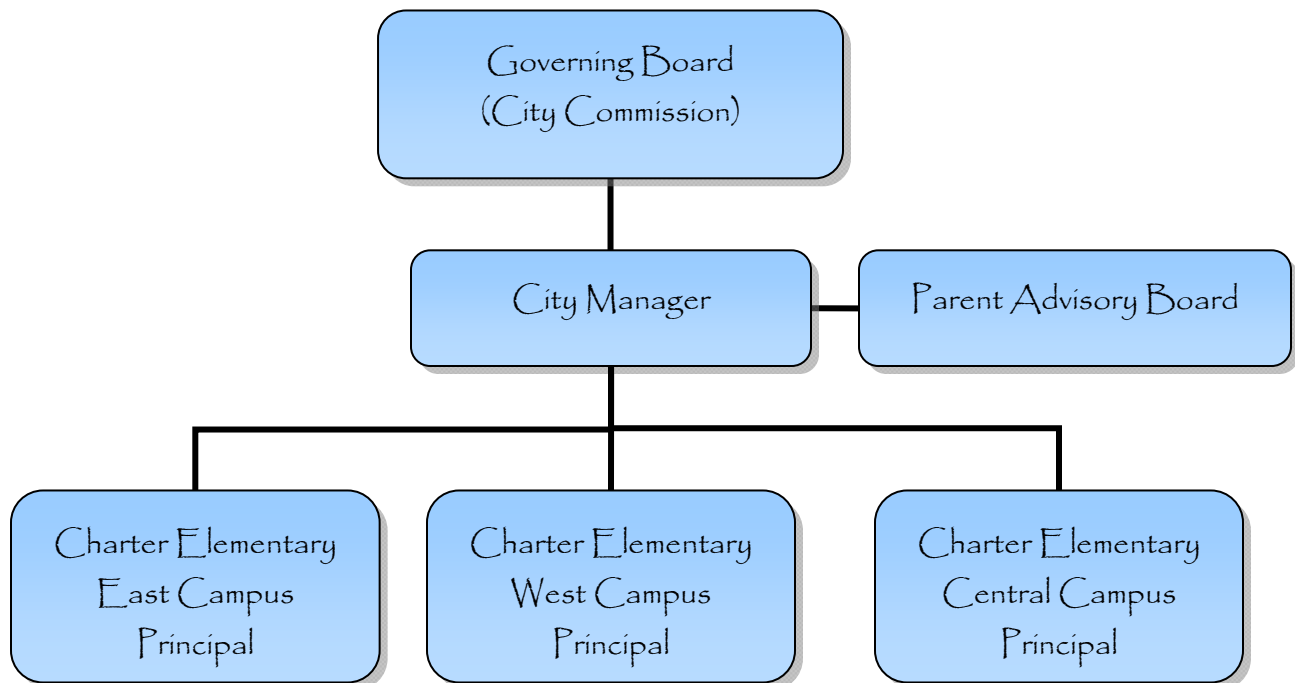 Governing Board
(City Commission)
City Manager
Parent Advisory Board
Charter Elementary
East Campus
Principal
Charter Elementary
West Campus
Principal
Charter Elementary
Central Campus
Principal